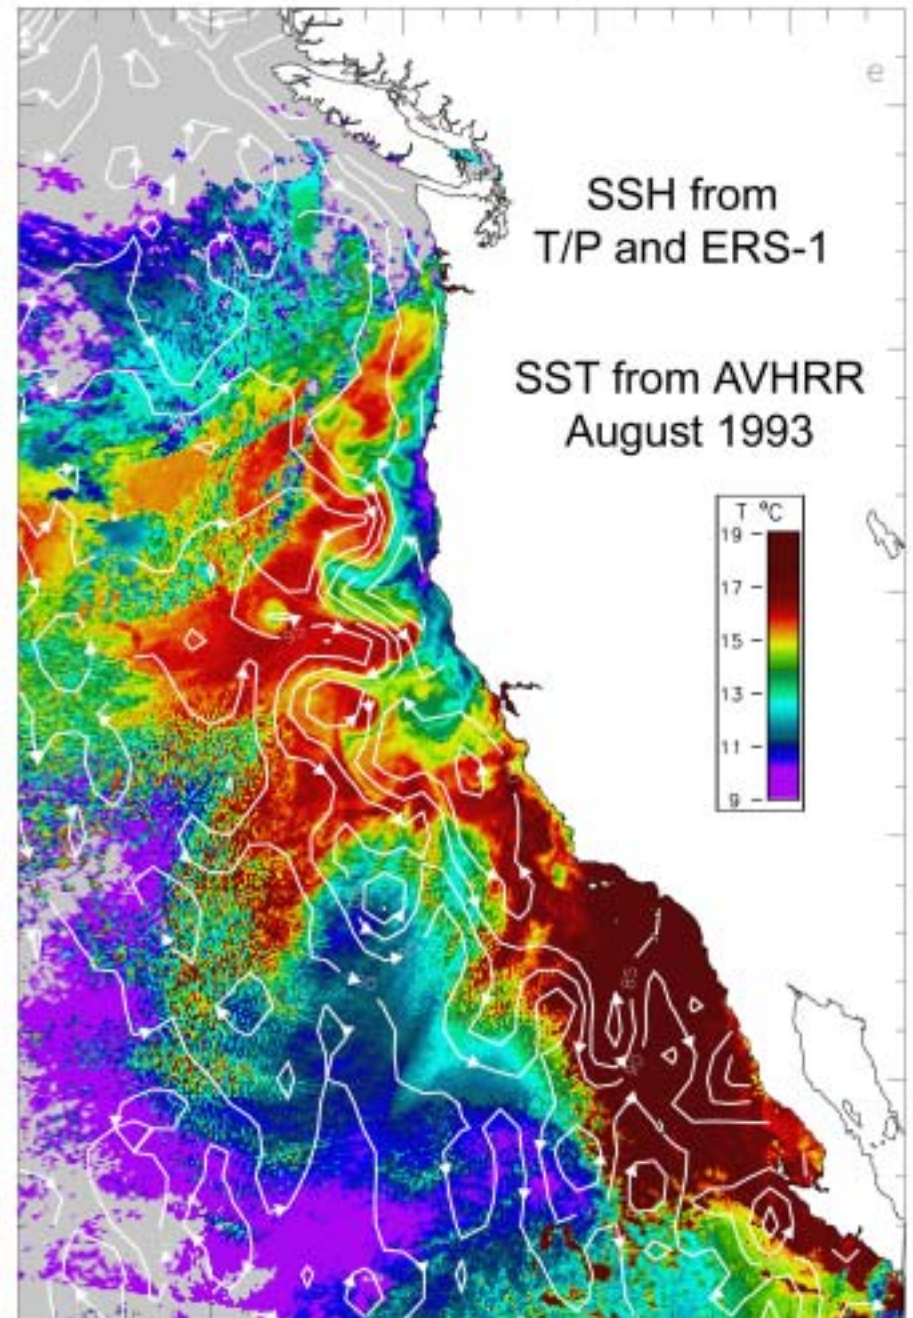 e
SSH from
T/P and ERS-1
SST from AVHRR
August 1993
T °C
19
17
15
13
11
9